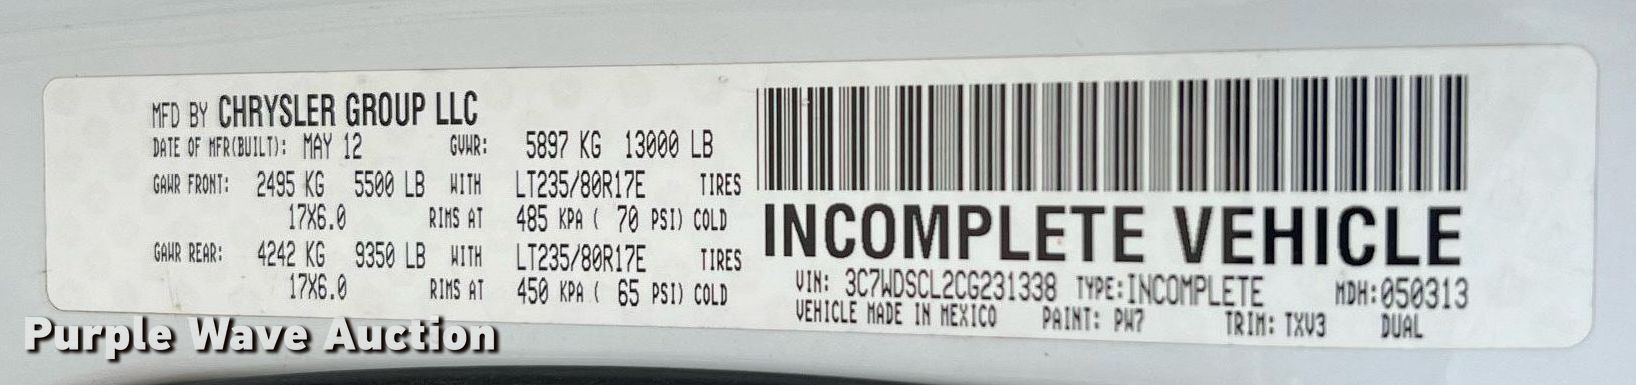 MFD BY CHRYSLER GROUP LLC
DATE OF MFR(BUILT): MAY 12 GVWR: 5897 KG 13000 LB
GAWR FRONT: 2495 KG 5500 LB WITH LT235/80R17E TIRES
17X6.0 RIMS AT 485 KPA ( 70 PSI) COLD
GAWR REAR: 4242 KG 9350 LB WITH LT235/80R17E TIRES
17X6.0 RIMS AT 450 KPA ( 65 PSI) COLD
INCOMPLETE VEHICLE
VIN: 3C7WDSCL2CG231338 TYPE: INCOMPLETE MDH: 050313
VEHICLE MADE IN MEXICO PAINT: PW7 TRIM: TXV3 DUAL
Purple Wave Auction